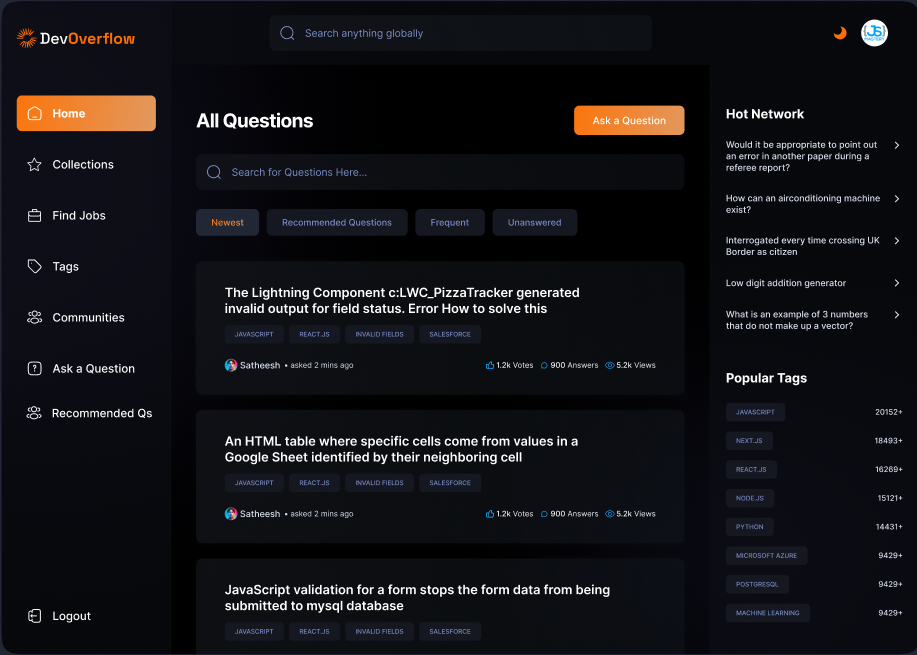 DevOverflow
Search anything globally
JS
Home
Collections
Find Jobs
Tags
Communities
Ask a Question
Recommended Qs
Logout
All Questions
Ask a Question
Search for Questions Here...
Newest
Recommended Questions
Frequent
Unanswered
The Lightning Component c:LWC_PizzaTracker generated
invalid output for field status. Error How to solve this
JAVASCRIPT
REACT.JS
INVALID FIELDS
SALESFORCE
Satheesh • asked 2 mins ago
1.2k Votes
900 Answers
5.2k Views
An HTML table where specific cells come from values in a
Google Sheet identified by their neighboring cell
JAVASCRIPT
REACT.JS
INVALID FIELDS
SALESFORCE
Satheesh • asked 2 mins ago
1.2k Votes
900 Answers
5.2k Views
JavaScript validation for a form stops the form data from being
submitted to mysql database
JAVASCRIPT
REACT.JS
INVALID FIELDS
SALESFORCE
Hot Network
Would it be appropriate to point out
an error in another paper during a
referee report?
How can an airconditioning machine
exist?
Interrogated every time crossing UK
Border as citizen
Low digit addition generator
What is an example of 3 numbers
that do not make up a vector?
Popular Tags
JAVASCRIPT 20152+
NEXT.JS 18493+
REACT.JS 16269+
NODE.JS 15121+
PYTHON 14431+
MICROSOFT AZURE 9429+
POSTGRESQL 9429+
MACHINE LEARNING 9429+